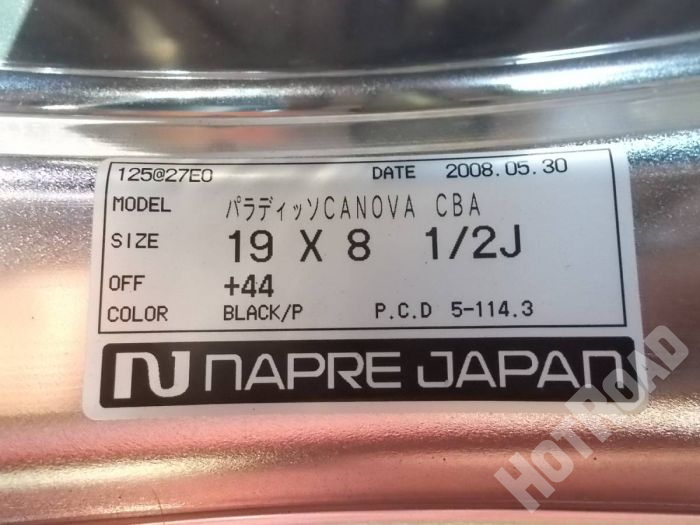 125@27E0 DATE 2008.05.30
MODEL パラディッソCANOVA CBA
SIZE 19 X 8 1/2J
OFF +44
COLOR BLACK/P P.C.D 5-114.3
NAPRE JAPAN
HOTROAD